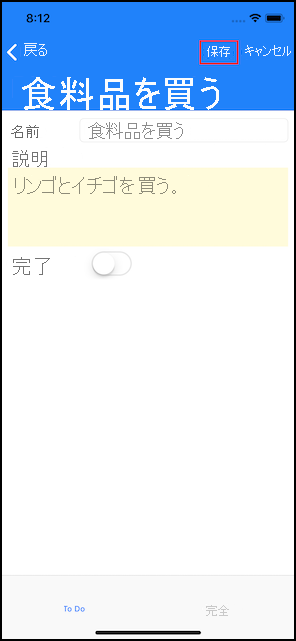 8:12
戻る 保存 キャンセル
食料品を買う
名前 食料品を買う
説明
リンゴとイチゴを買う。
完了
To Do 完全